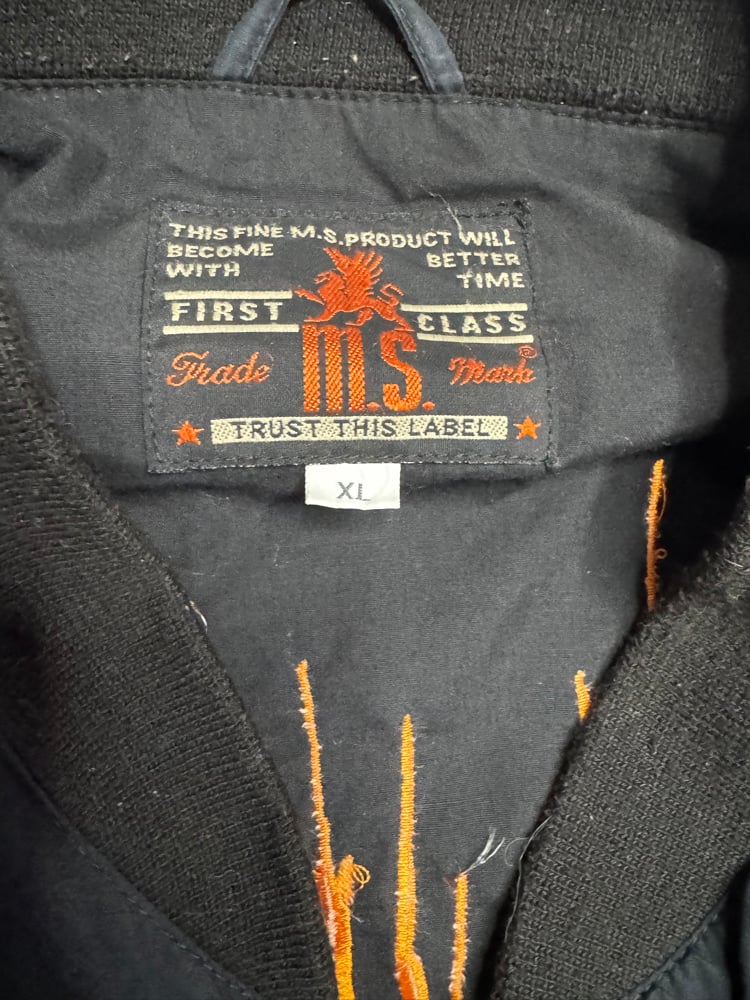 THIS FINE M.S. PRODUCT WILL
BECOME BETTER
WITH TIME
FIRST CLASS
Trade M.S. Mark®
TRUST THIS LABEL
XL